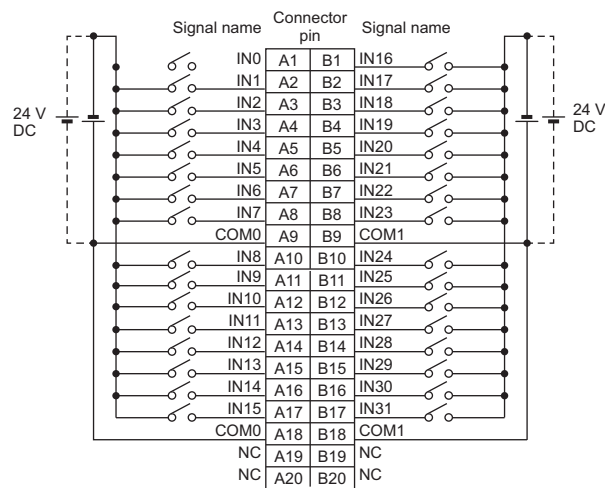 Signal name Connector pin Signal name
IN0 A1 B1 IN16
IN1 A2 B2 IN17
IN2 A3 B3 IN18
24 V DC IN3 A4 B4 IN19 24 V DC
IN4 A5 B5 IN20
IN5 A6 B6 IN21
IN6 A7 B7 IN22
IN7 A8 B8 IN23
COM0 A9 B9 COM1
IN8 A10 B10 IN24
IN9 A11 B11 IN25
IN10 A12 B12 IN26
IN11 A13 B13 IN27
IN12 A14 B14 IN28
IN13 A15 B15 IN29
IN14 A16 B16 IN30
IN15 A17 B17 IN31
COM0 A18 B18 COM1
NC A19 B19 NC
NC A20 B20 NC